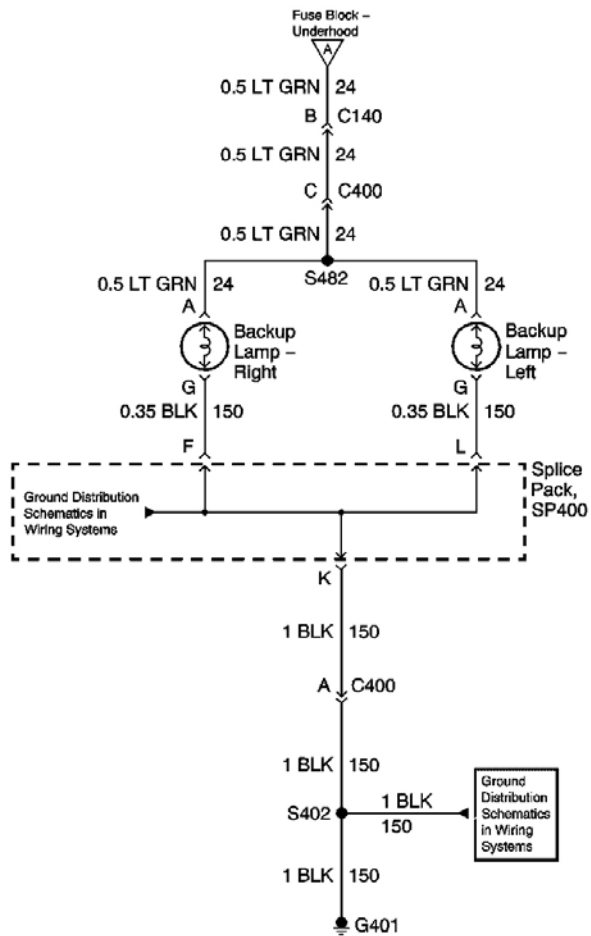 Fuse Block –
Underhood
A
0.5 LT GRN 24
B C140
0.5 LT GRN 24
C C400
0.5 LT GRN 24
S482
0.5 LT GRN 24
0.5 LT GRN 24
A
A
Backup
Lamp –
Right
Backup
Lamp –
Left
G
G
0.35 BLK 150
0.35 BLK 150
F
L
Splice
Pack,
SP400
Ground Distribution
Schematics in
Wiring Systems
K
1 BLK 150
A C400
1 BLK 150
S402
1 BLK
150
Ground
Distribution
Schematics
in Wiring
Systems
1 BLK 150
G401